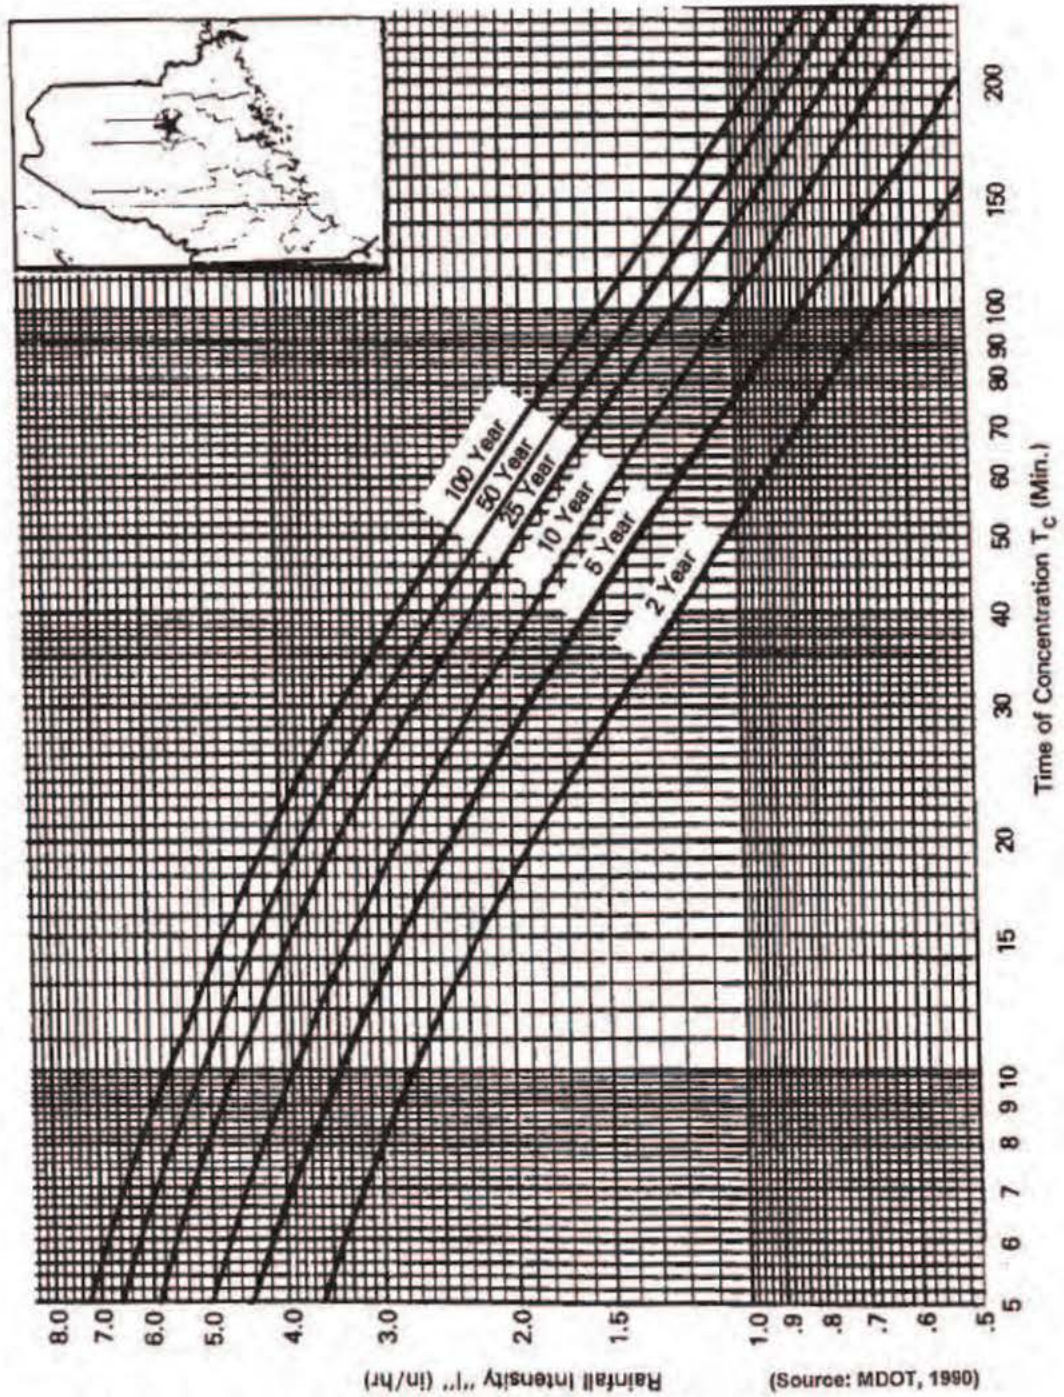 8.0
7.0
6.0
5.0
4.0
3.0
2.0
1.5
1.0
.9
.8
.7
.6
.5
Rainfall Intensity "I" (in/hr)
100 Year
50 Year
25 Year
10 Year
5 Year
2 Year
5 6 7 8 9 10 15 20 30 40 50 60 70 80 90 100 150 200
Time of Concentration Tc (Min.)
(Source: MDOT, 1990)